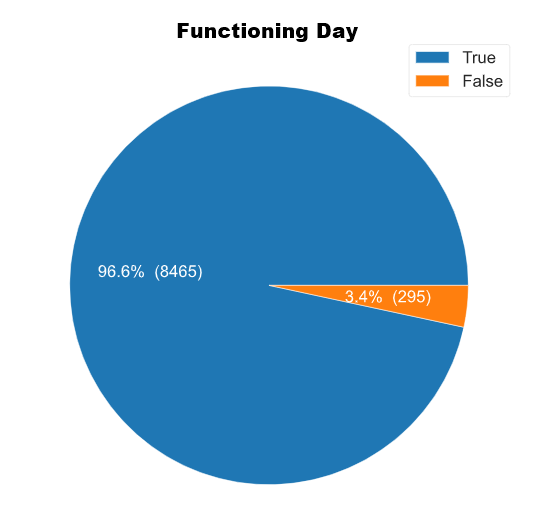 Functioning Day
True
False
96.6% (8465)
3.4% (295)